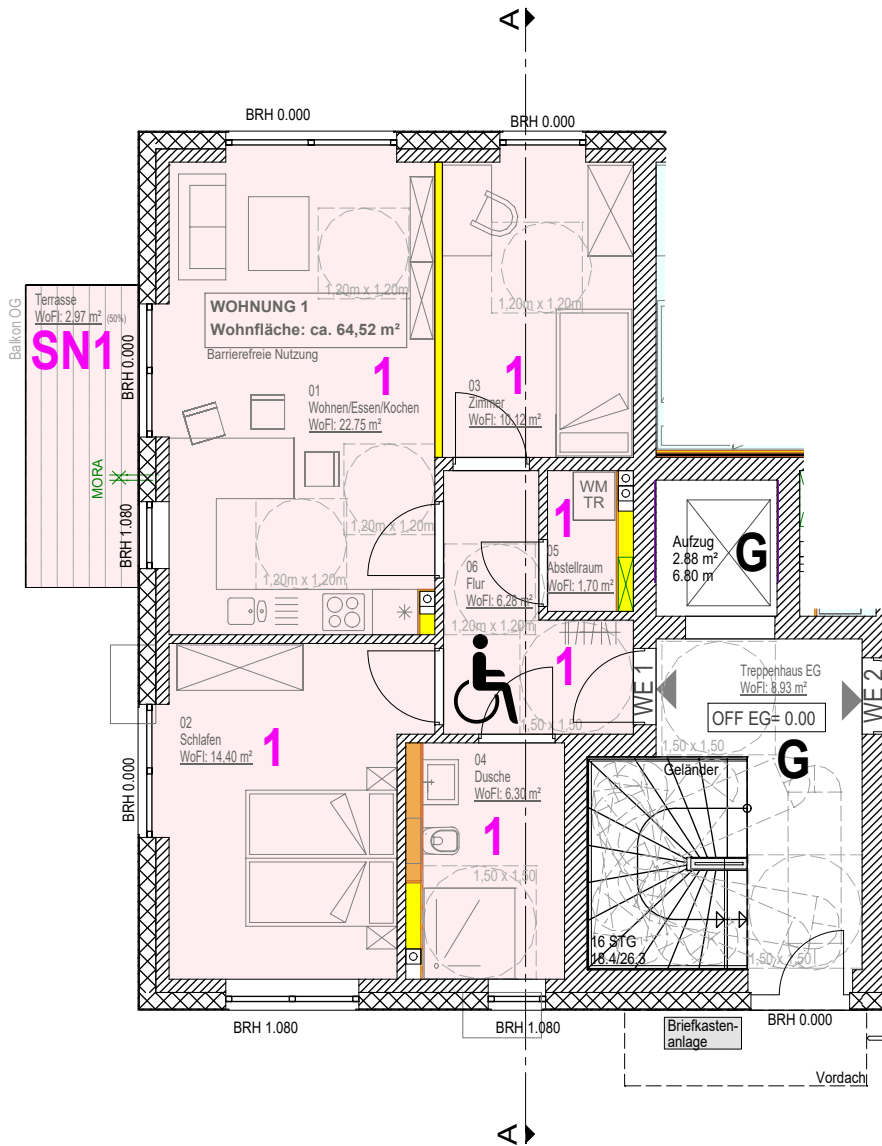 A
BRH 0.000
BRH 0.000
1,20m x 1,20m
1,20m x 1,20m
Balkon OG
Terrasse
WoFl: 2,97 m² (50%)
SN1
BRH 0.000
WOHNUNG 1
Wohnfläche: ca. 64,52 m²
Barrierefreie Nutzung
1
01
Wohnen/Essen/Kochen
WoFl: 22.75 m²
1
03
Zimmer
WoFl: 10.12 m²
MORA
BRH 1.080
1,20m x 1,20m
1,20m x 1,20m
WM
TR
1
05
Abstellraum
WoFl: 1,70 m²
06
Flur
WoFl: 6,28 m²
1,20m x 1,20m
Aufzug
2.88 m²
6.80 m
G
1
1,50 x 1,50
WE 1
Treppenhaus EG
WoFl: 8,93 m²
OFF EG= 0.00
WE 2
1,50 x 1,50
G
Geländer
02
Schlafen
WoFl: 14.40 m²
1
BRH 0.000
04
Dusche
WoFl: 6.30 m²
1
1,50 x 1,50
16 STG
18.4/26.3
1,50 x 1,50
BRH 1.080
BRH 1.080
Briefkasten-
anlage
BRH 0.000
Vordach
A